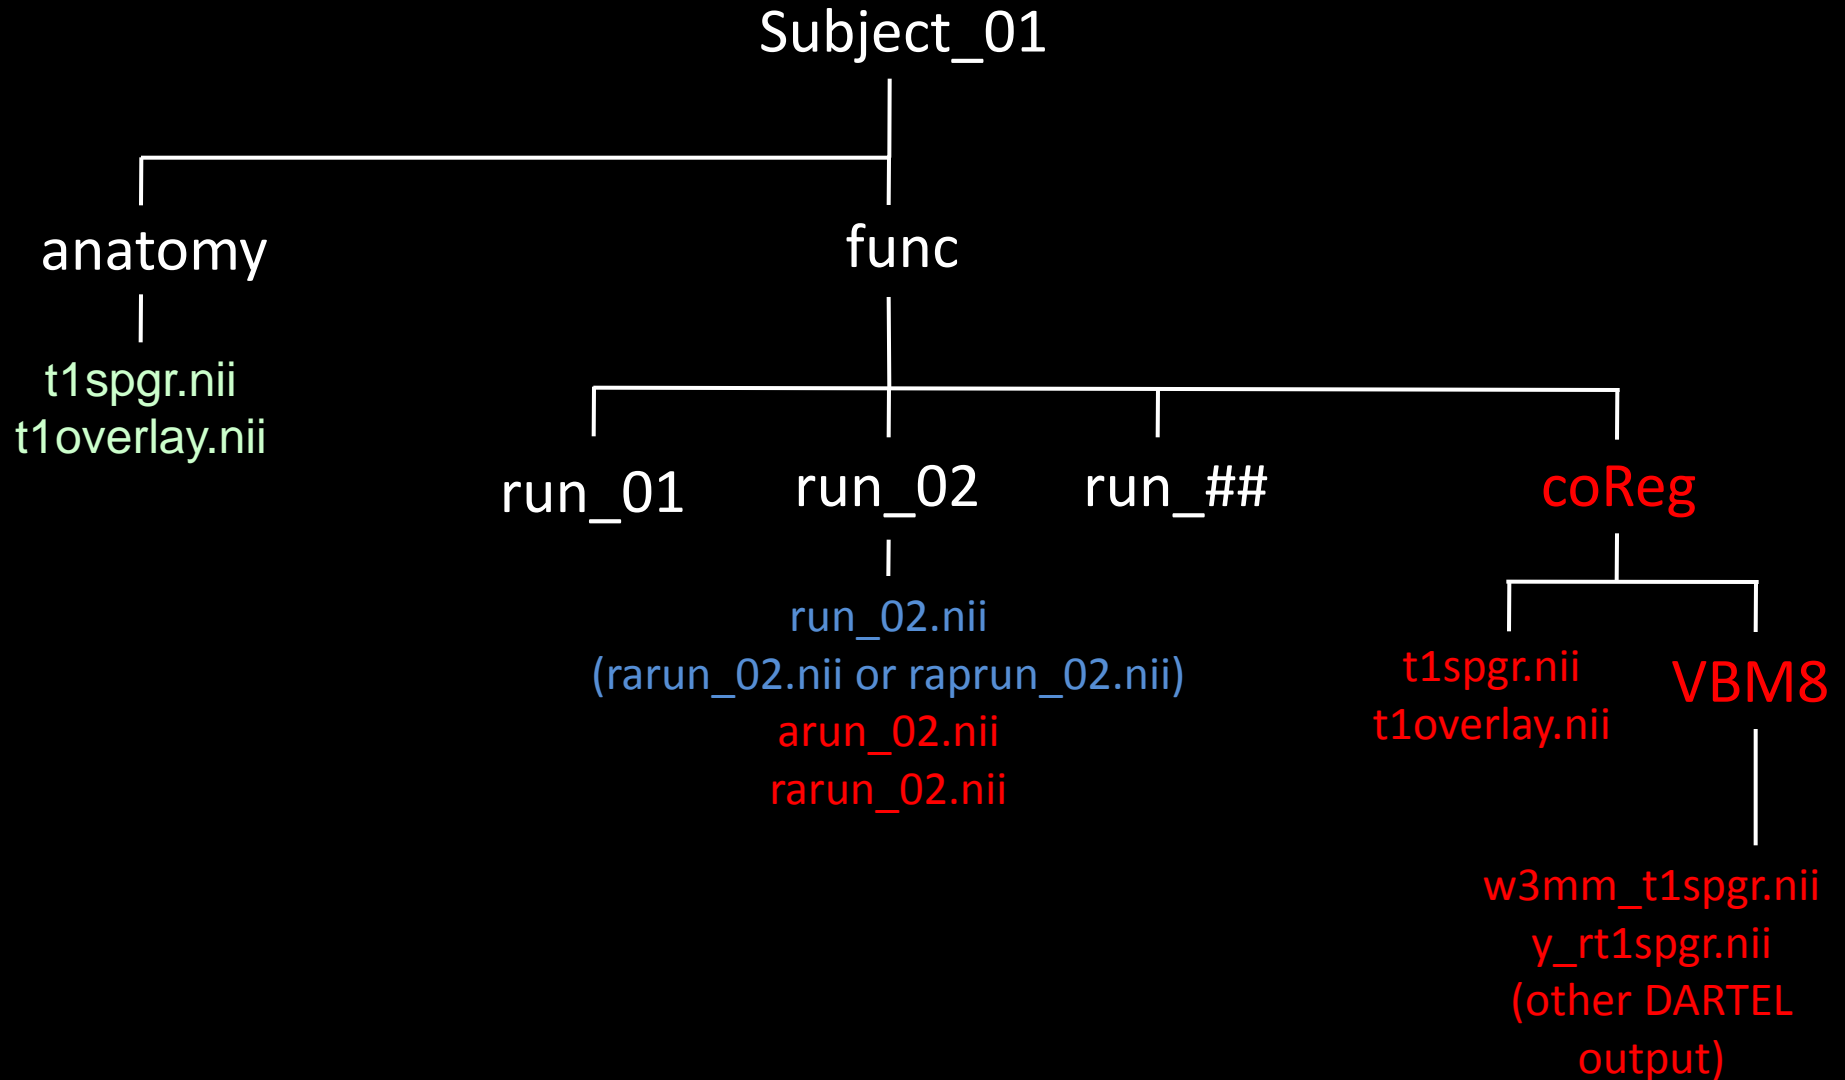 Subject_01
anatomy
func
t1spgr.nii
t1overlay.nii
run_01
run_02
run_##
coReg
run_02.nii
(rarun_02.nii or raprun_02.nii)
arun_02.nii
rarun_02.nii
t1spgr.nii
t1overlay.nii
VBM8
w3mm_t1spgr.nii
y_rt1spgr.nii
(other DARTEL
output)